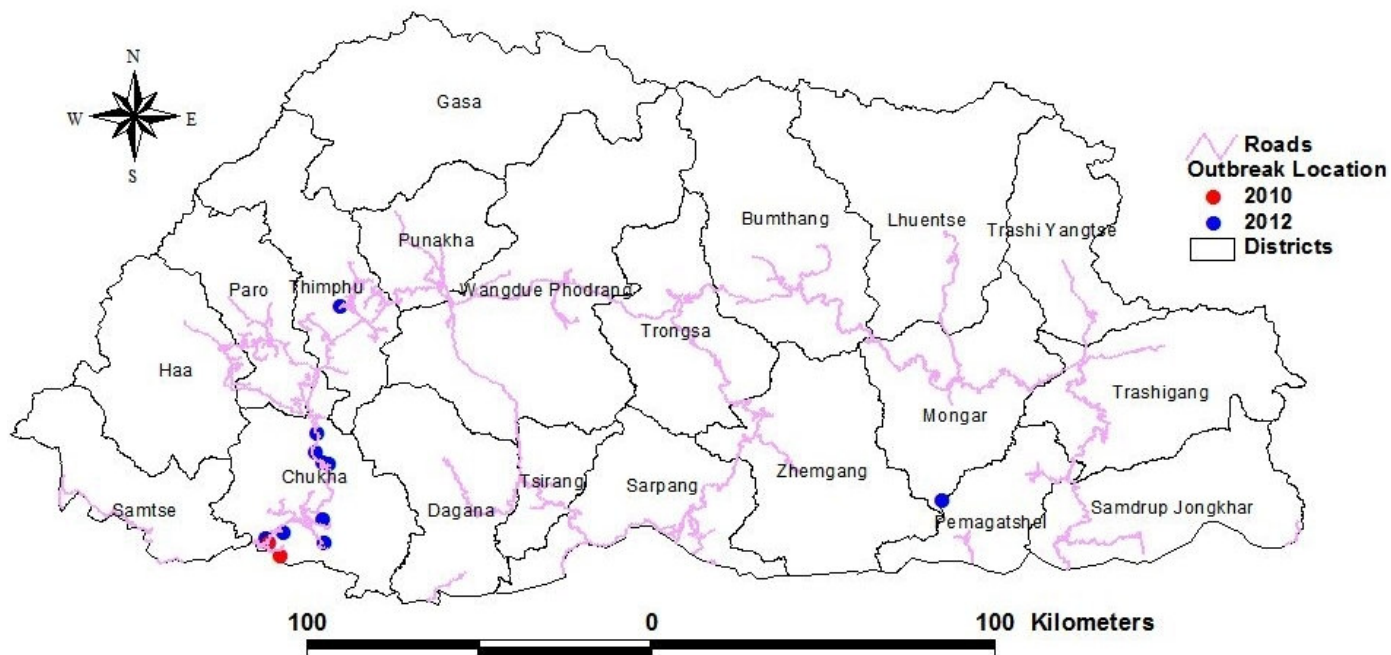 Gasa
N
W E
S
Roads
Outbreak Location
2010
2012
Districts
Bumthang
Lhuentse
Trashi Yangtse
Punakha
Paro
Thimphu
Wangdue Phodrang
Trongsa
Haa
Trashigang
Mongar
Chukha
Zhemgang
Tsirang
Sarpang
Samtse
Dagana
Pemagatshel
Samdrup Jongkhar
100 0 100 Kilometers